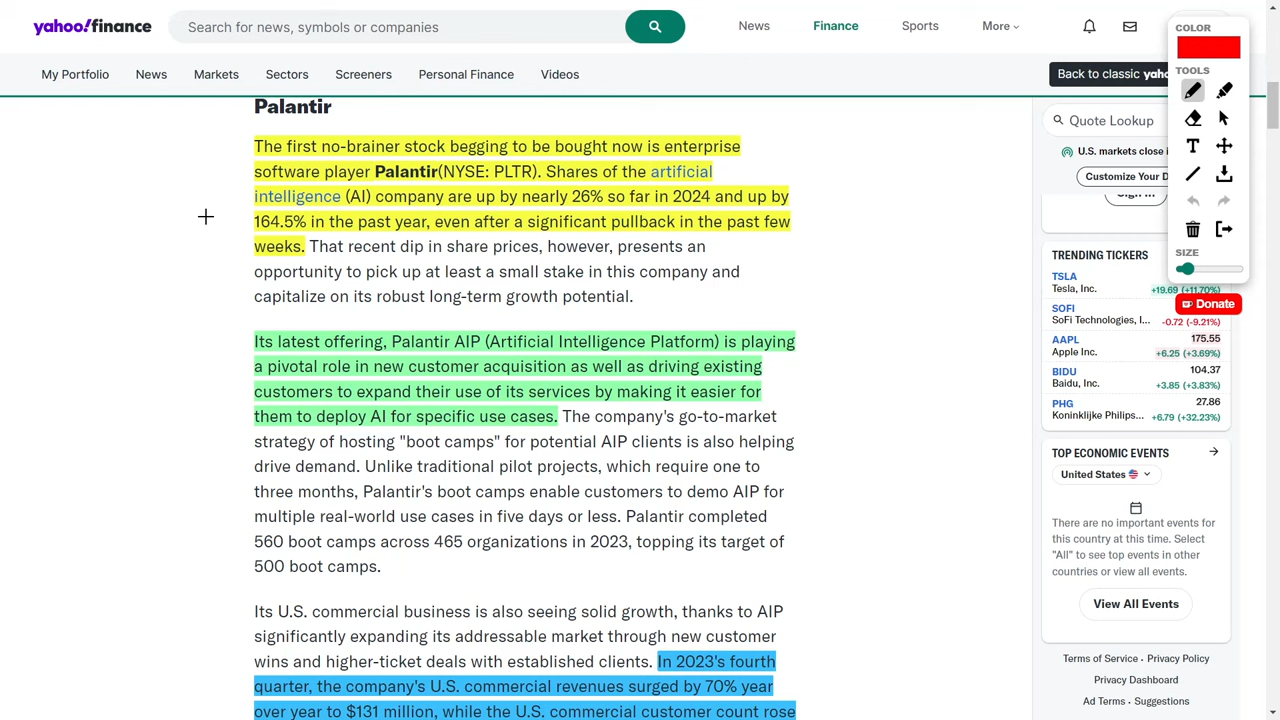 yahoo!finance
Search for news, symbols or companies
News
Finance
Sports
More
My Portfolio
News
Markets
Sectors
Screeners
Personal Finance
Videos
Back to classic
COLOR
TOOLS
T
SIZE
Donate
Palantir
The first no-brainer stock begging to be bought now is enterprise
software player Palantir(NYSE: PLTR). Shares of the artificial
intelligence (AI) company are up by nearly 26% so far in 2024 and up by
164.5% in the past year, even after a significant pullback in the past few
weeks. That recent dip in share prices, however, presents an
opportunity to pick up at least a small stake in this company and
capitalize on its robust long-term growth potential.
Its latest offering, Palantir AIP (Artificial Intelligence Platform) is playing
a pivotal role in new customer acquisition as well as driving existing
customers to expand their use of its services by making it easier for
them to deploy AI for specific use cases. The company's go-to-market
strategy of hosting "boot camps" for potential AIP clients is also helping
drive demand. Unlike traditional pilot projects, which require one to
three months, Palantir's boot camps enable customers to demo AIP for
multiple real-world use cases in five days or less. Palantir completed
560 boot camps across 465 organizations in 2023, topping its target of
500 boot camps.
Its U.S. commercial business is also seeing solid growth, thanks to AIP
significantly expanding its addressable market through new customer
wins and higher-ticket deals with established clients. In 2023's fourth
quarter, the company's U.S. commercial revenues surged by 70% year
over year to $131 million, while the U.S. commercial customer count rose
Quote Lookup
U.S. markets close i
Customize Your D
Sign in
TRENDING TICKERS
TSLA
Tesla, Inc. +19.69 (+11.70%)
SOFI
SoFi Technologies, I... -0.72 (-9.21%)
AAPL 175.55
Apple Inc. +6.25 (+3.69%)
BIDU 104.37
Baidu, Inc. +3.85 (+3.83%)
PHG 27.86
Koninklijke Philips... +6.79 (+32.23%)
TOP ECONOMIC EVENTS
United States
There are no important events for
this country at this time. Select
"All" to see top events in other
countries or view all events.
View All Events
Terms of Service • Privacy Policy
Privacy Dashboard
Ad Terms • Suggestions